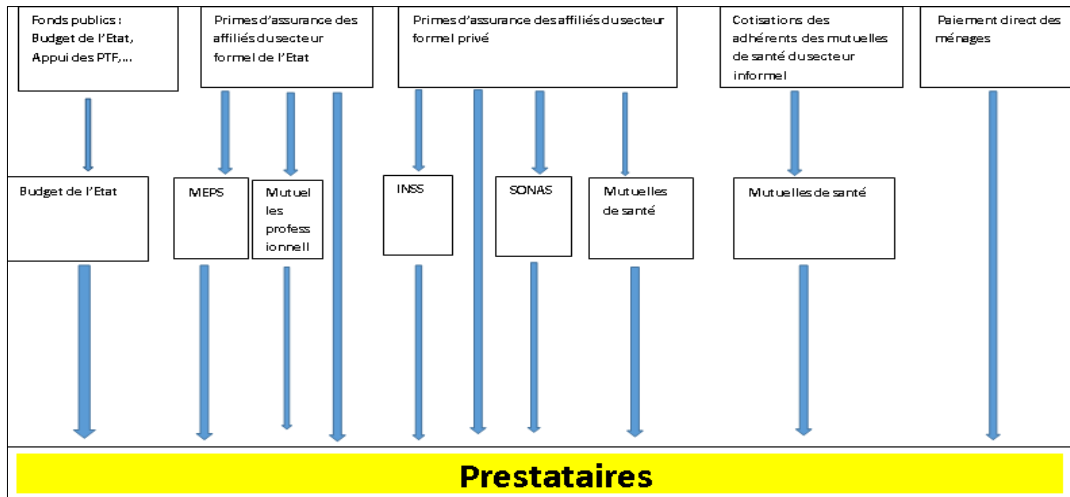 Fonds publics :
Budget de l'Etat,
Appui des PTF,...
Primes d'assurance des
affiliés du secteur
formel de l'Etat
Primes d'assurance des affiliés du secteur
formel privé
Cotisations des
adhérents des mutuelles
de santé du secteur
informel
Paiement direct des
ménages
Budget de l'Etat
MEPS
Mutuel
les
profess
ionnell
INSS
SONAS
Mutuelles
de santé
Mutuelles de santé
Prestataires